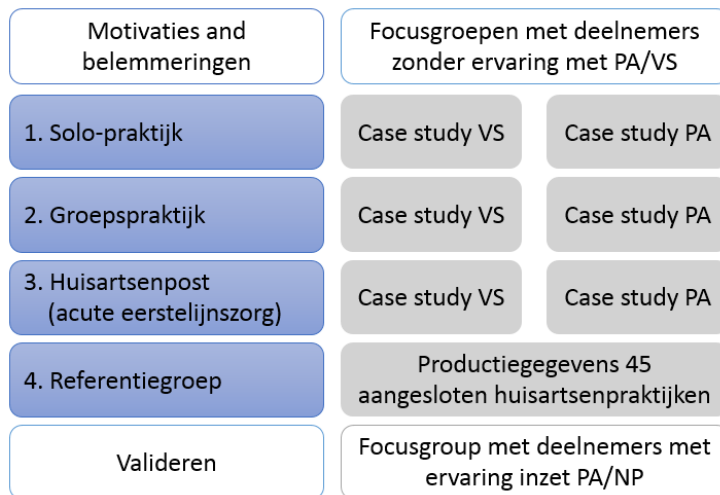 Motivaties and
belemmeringen
Focusgroepen met deelnemers
zonder ervaring met PA/VS
1. Solo-praktijk
Case study VS
Case study PA
2. Groepspraktijk
Case study VS
Case study PA
3. Huisartsenpost
(acute eerstelijnszorg)
Case study VS
Case study PA
4. Referentiegroep
Productiegegevens 45
aangesloten huisartsenpraktijken
Valideren
Focusgroup met deelnemers met
ervaring inzet PA/NP